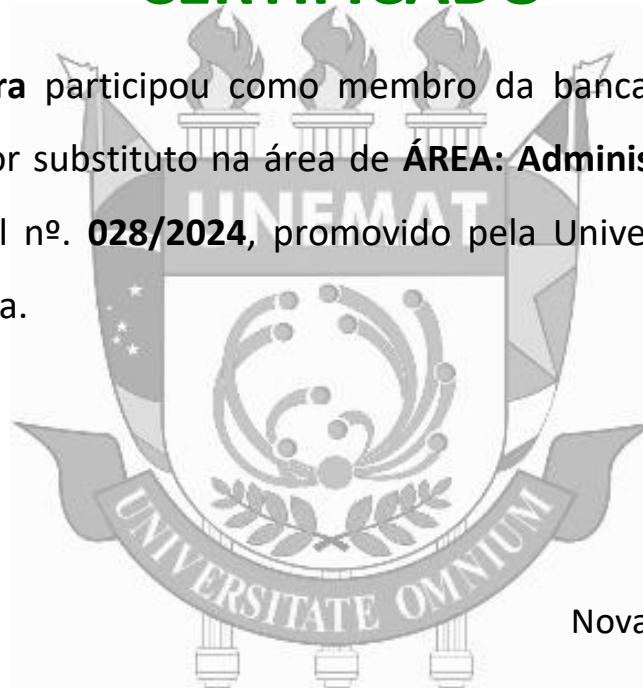 CERTIFICADO
ra participou como membro da banca
or substituto na área de ÁREA: Adminis
l nº. 028/2024, promovido pela Unive
a.
UNEMAT
UNIVERSITATE OMNIUM
Nova